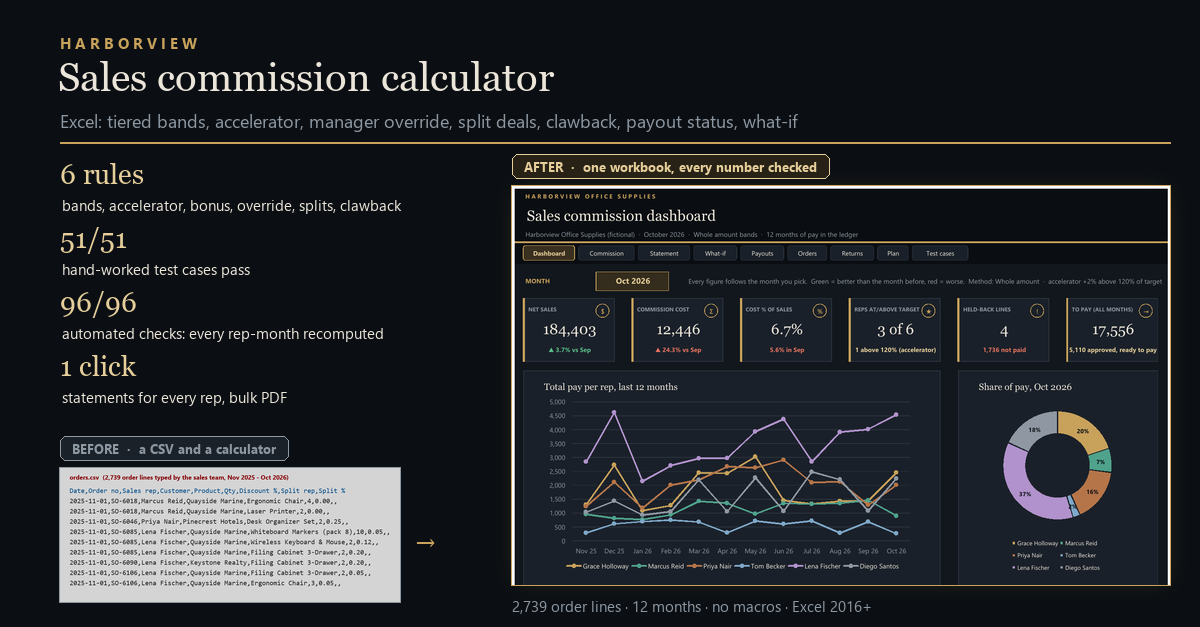 HARBORVIEW
Sales commission calculator
Excel: tiered bands, accelerator, manager override, split deals, clawback, payout status, what-if
6 rules
bands, accelerator, bonus, override, splits, clawback
51/51
hand-worked test cases pass
96/96
automated checks: every rep-month recomputed
1 click
statements for every rep, bulk PDF
BEFORE · a CSV and a calculator
orders.csv (2,739 order lines typed by the sales team, Nov 2025 - Oct 2026)
Date,Order no,Sales rep,Customer,Product,Qty,Discount %,Split rep,Split %
2025-11-01,SO-6018,Marcus Reid,Quayside Marine,Ergonomic Chair,4,0.00,,
2025-11-01,SO-6018,Marcus Reid,Quayside Marine,Laser Printer,2,0.00,,
2025-11-01,SO-6046,Priya Nair,Pinecrest Hotels,Desk Organizer Set,2,0.25,,
2025-11-01,SO-6085,Lena Fischer,Quayside Marine,Whiteboard Markers (pack 8),10,0.05,,
2025-11-01,SO-6085,Lena Fischer,Quayside Marine,Wireless Keyboard & Mouse,2,0.12,,
2025-11-01,SO-6085,Lena Fischer,Quayside Marine,Filing Cabinet 3-Drawer,2,0.20,,
2025-11-01,SO-6090,Lena Fischer,Keystone Realty,Filing Cabinet 3-Drawer,2,0.20,,
2025-11-01,SO-6106,Lena Fischer,Quayside Marine,Filing Cabinet 3-Drawer,2,0.05,,
2025-11-01,SO-6106,Lena Fischer,Quayside Marine,Ergonomic Chair,3,0.05,,
→
AFTER · one workbook, every number checked
HARBORVIEW OFFICE SUPPLIES
Sales commission dashboard
Harborview Office Supplies (fictional) · October 2026 · Whole amount bands · 12 months of pay in the ledger
Dashboard Commission Statement What-if Payouts Orders Returns Plan Test cases
MONTH Oct 2026 Every figure follows the month you pick. Green = better than the month before, red = worse. Method: Whole amount · accelerator +2% above 120% of target
NET SALES $ COMMISSION COST Σ COST % OF SALES % REPS AT/ABOVE TARGET ★ HELD-BACK LINES ! TO PAY (ALL MONTHS) →
184,403 12,446 6.7% 3 of 6 4 17,556
▲ 3.7% vs Sep ▲ 24.3% vs Sep 5.6% in Sep 1 above 120% (accelerator) 1,736 not paid 5,110 approved, ready to pay
Total pay per rep, last 12 months
5,000
4,500
4,000
3,500
3,000
2,500
2,000
1,500
1,000
500
0
Nov 25 Dec 25 Jan 26 Feb 26 Mar 26 Apr 26 May 26 Jun 26 Jul 26 Aug 26 Sep 26 Oct 26
Grace Holloway Marcus Reid Priya Nair Tom Becker Lena Fischer Diego Santos
Share of pay, Oct 2026
18% 20%
7%
37% 16%
Grace Holloway Marcus Reid
Priya Nair Tom Becker
Lena Fischer Diego Santos
2,739 order lines · 12 months · no macros · Excel 2016+